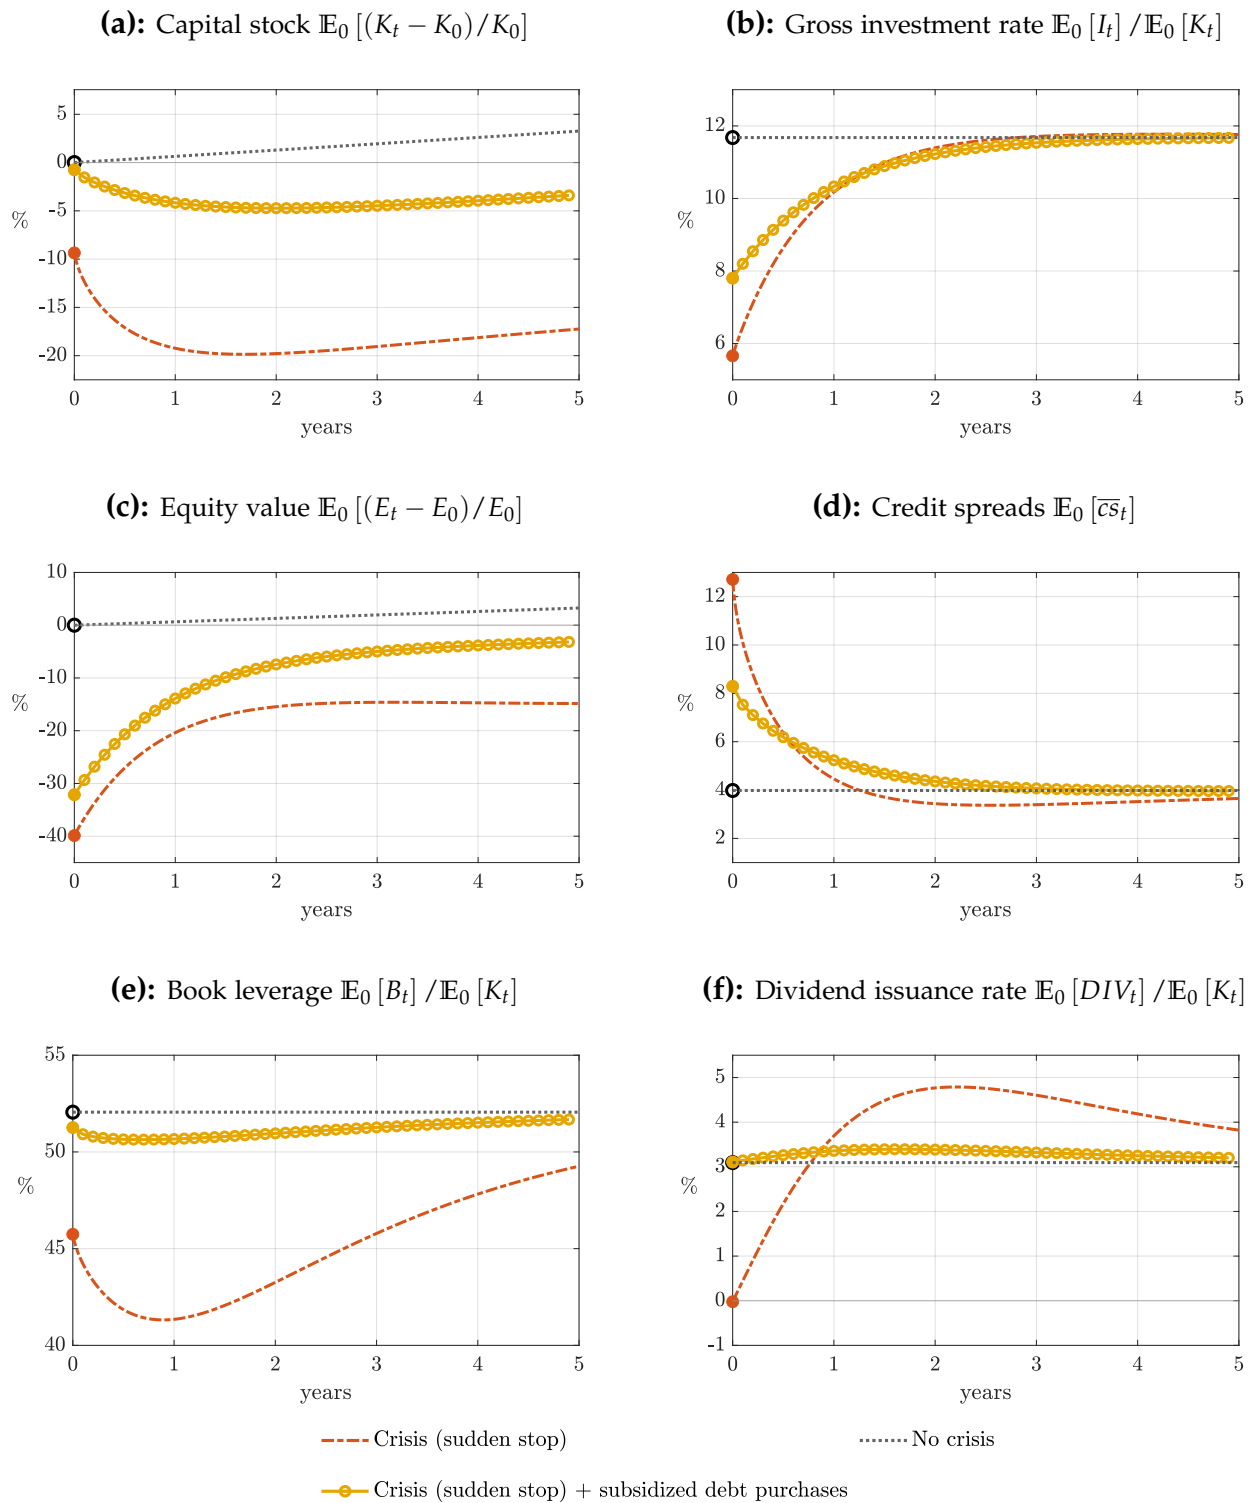 (a): Capital stock 𝔼₀ [(Kₜ − K₀)/K₀]
5
0
-5
%
-10
-15
-20
0 1 2 3 4 5
years
(b): Gross investment rate 𝔼₀ [Iₜ] /𝔼₀ [Kₜ]
12
10
%
8
6
0 1 2 3 4 5
years
(c): Equity value 𝔼₀ [(Eₜ − E₀)/E₀]
10
0
-10
%
-20
-30
-40
0 1 2 3 4 5
years
(d): Credit spreads 𝔼₀ [c̅s̅ₜ]
12
10
8
%
6
4
2
0 1 2 3 4 5
years
(e): Book leverage 𝔼₀ [Bₜ] /𝔼₀ [Kₜ]
55
50
%
45
40
0 1 2 3 4 5
years
(f): Dividend issuance rate 𝔼₀ [DIVₜ] /𝔼₀ [Kₜ]
5
4
3
%
2
1
0
-1
0 1 2 3 4 5
years
Crisis (sudden stop)
No crisis
Crisis (sudden stop) + subsidized debt purchases